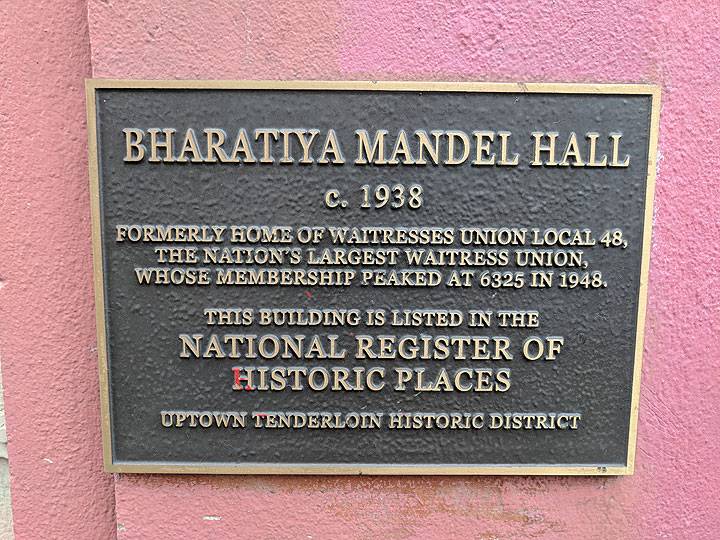 BHARATIYA MANDEL HALL
c. 1938
FORMERLY HOME OF WAITRESSES UNION LOCAL 48,
THE NATION'S LARGEST WAITRESS UNION,
WHOSE MEMBERSHIP PEAKED AT 6325 IN 1948.
THIS BUILDING IS LISTED IN THE
NATIONAL REGISTER OF
HISTORIC PLACES
UPTOWN TENDERLOIN HISTORIC DISTRICT